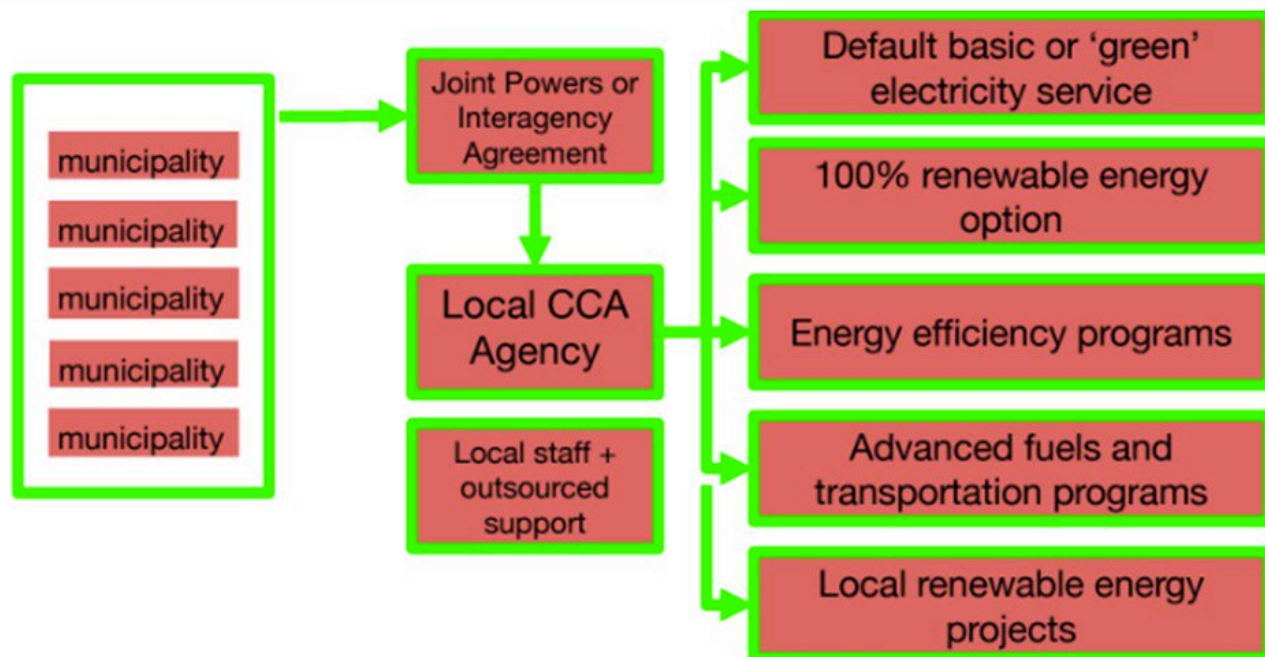 municipality
municipality
municipality
municipality
municipality
Joint Powers or
Interagency
Agreement
Local CCA
Agency
Local staff +
outsourced
support
Default basic or ‘green’
electricity service
100% renewable energy
option
Energy efficiency programs
Advanced fuels and
transportation programs
Local renewable energy
projects